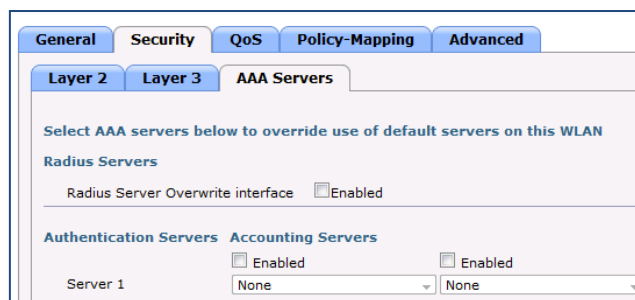 General Security QoS Policy-Mapping Advanced
Layer 2 Layer 3 AAA Servers
Select AAA servers below to override use of default servers on this WLAN
Radius Servers
Radius Server Overwrite interface Enabled
Authentication Servers Accounting Servers
Enabled Enabled
Server 1 None None